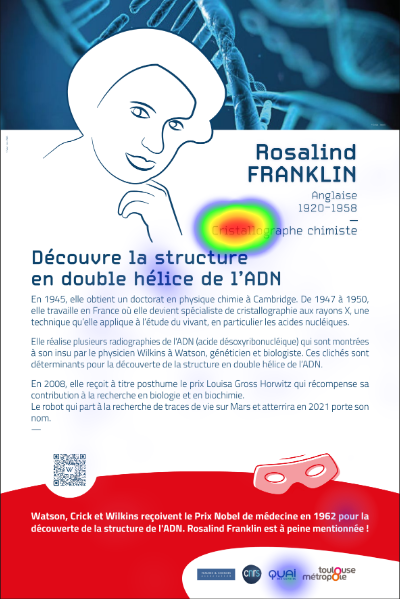 Rosalind
FRANKLIN
Anglaise
1920-1958
Cristallographe chimiste
Découvre la structure
en double hélice de l'ADN
En 1945, elle obtient un doctorat en physique chimie à Cambridge. De 1947 à 1950,
elle travaille en France où elle devient spécialiste de cristallographie aux rayons X, une
technique qu'elle applique à l'étude du vivant, en particulier les acides nucléiques.
Elle réalise plusieurs radiographies de l'ADN (acide désoxyribonucléique) qui sont montrées
à son insu par le physicien Wilkins à Watson, généticien et biologiste. Ces clichés sont
déterminants pour la découverte de la structure en double hélice de l'ADN.
En 2008, elle reçoit à titre posthume le prix Louisa Gross Horwitz qui récompense sa
contribution à la recherche en biologie et en biochimie.
Le robot qui part à la recherche de traces de vie sur Mars et atterrira en 2021 porte son
nom.
Watson, Crick et Wilkins reçoivent le Prix Nobel de médecine en 1962 pour la
découverte de la structure de l'ADN. Rosalind Franklin est à peine mentionnée !
cnrs
QUAI
toulouse
métropole